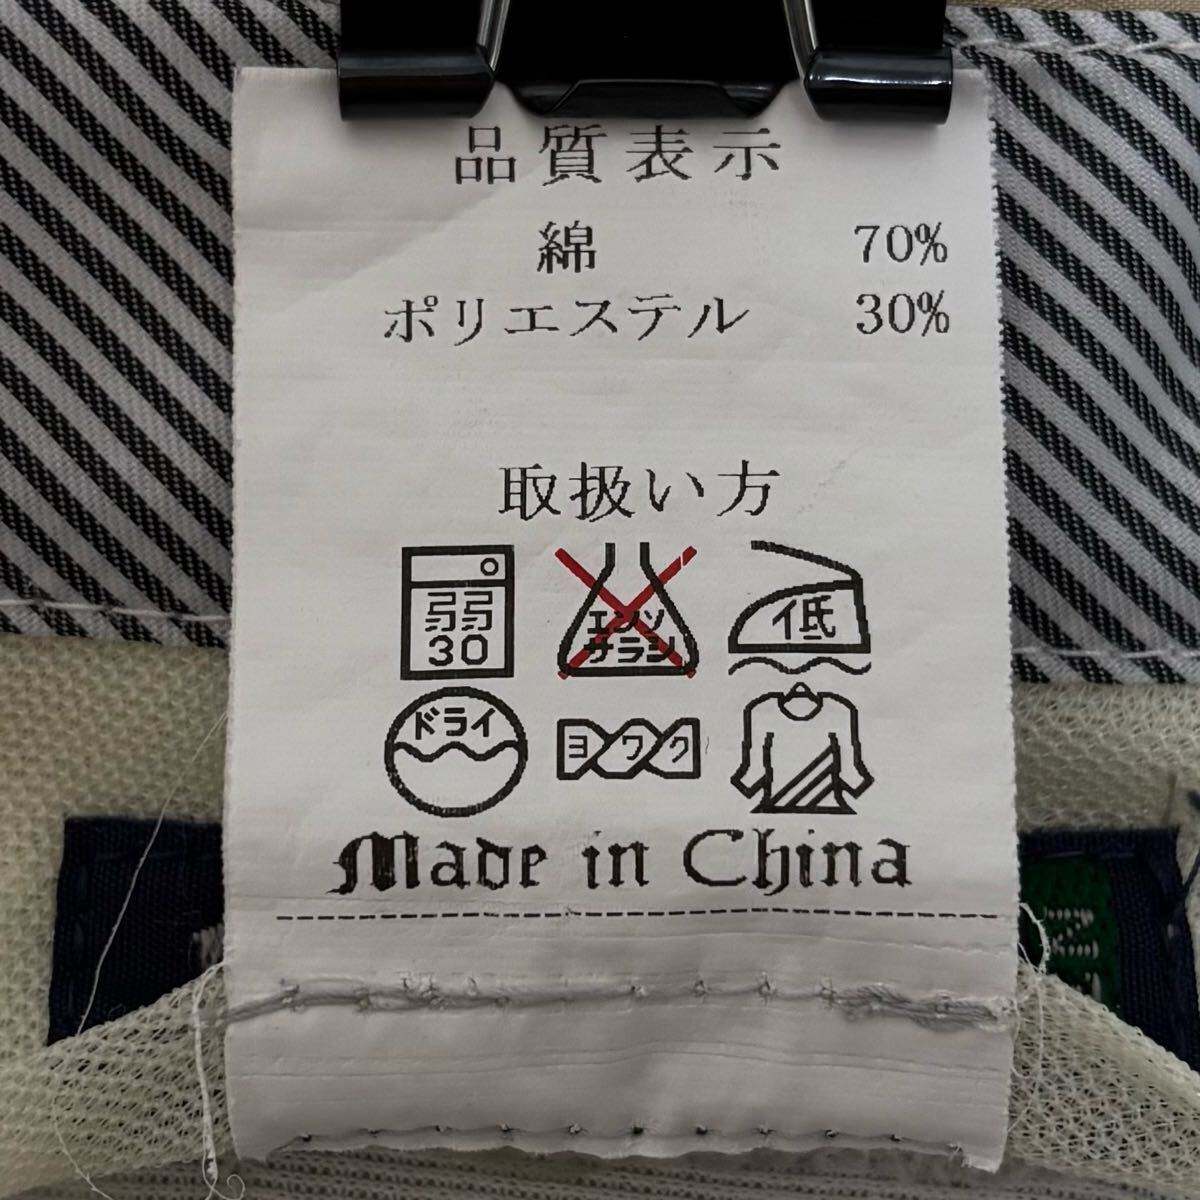 品質表示
綿 70%
ポリエステル 30%
取扱い方
弱 30
エンソサラシ
低
ドライ
ヨワク
Made in China